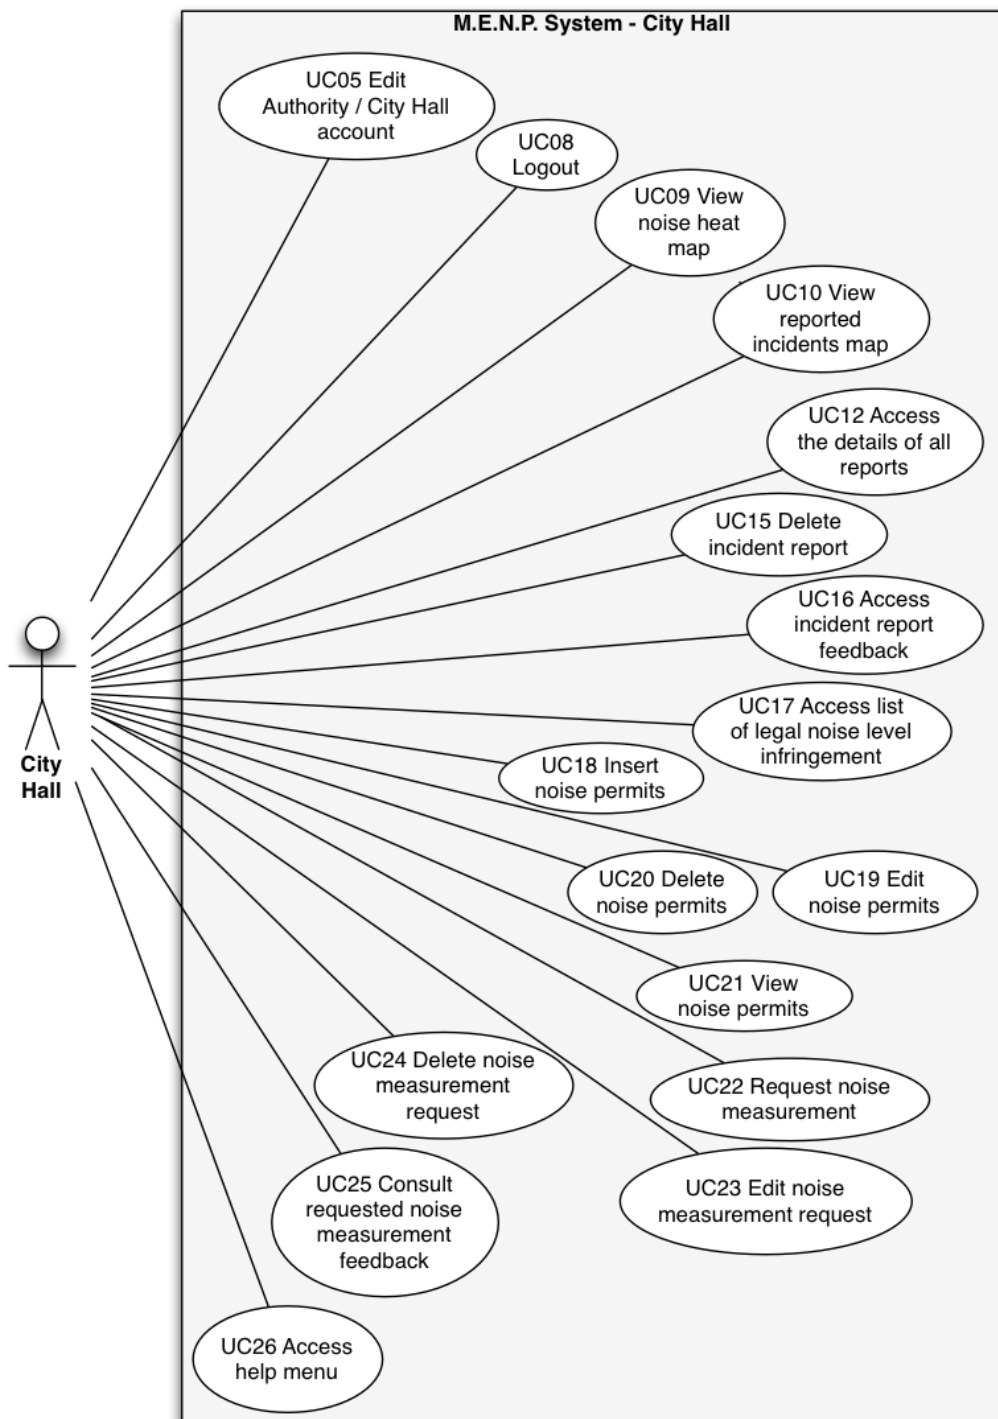 M.E.N.P. System - City Hall
UC05 Edit
Authority / City Hall
account
UC08
Logout
UC09 View
noise heat
map
UC10 View
reported
incidents map
UC12 Access
the details of all
reports
UC15 Delete
incident report
UC16 Access
incident report
feedback
UC17 Access list
of legal noise level
infringement
City
Hall
UC18 Insert
noise permits
UC20 Delete
noise permits
UC19 Edit
noise permits
UC21 View
noise permits
UC24 Delete noise
measurement
request
UC22 Request noise
measurement
UC25 Consult
requested noise
measurement
feedback
UC23 Edit noise
measurement request
UC26 Access
help menu